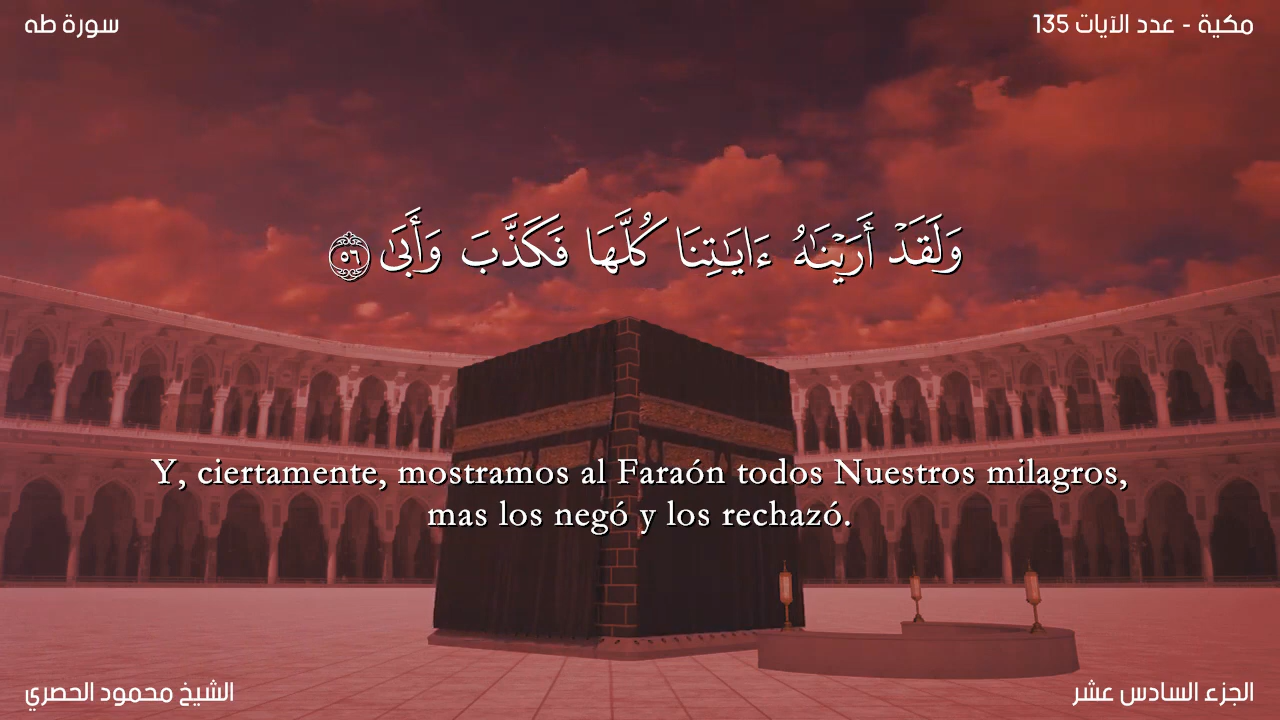 سورة طه
مكية - عدد الآيات 135
وَلَقَدْ أَرَيْنَٰهُ ءَايَٰتِنَا كُلَّهَا فَكَذَّبَ وَأَبَىٰ ٥٦
Y, ciertamente, mostramos al Faraón todos Nuestros milagros,
mas los negó y los rechazó.
الشيخ محمود الحصري
الجزء السادس عشر